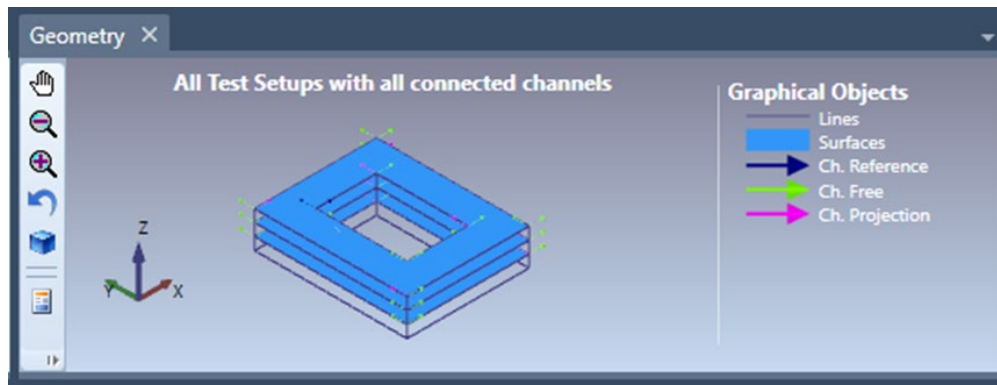 Geometry
All Test Setups with all connected channels
Graphical Objects
Lines
Surfaces
Ch. Reference
Ch. Free
Ch. Projection
Z
Y
X